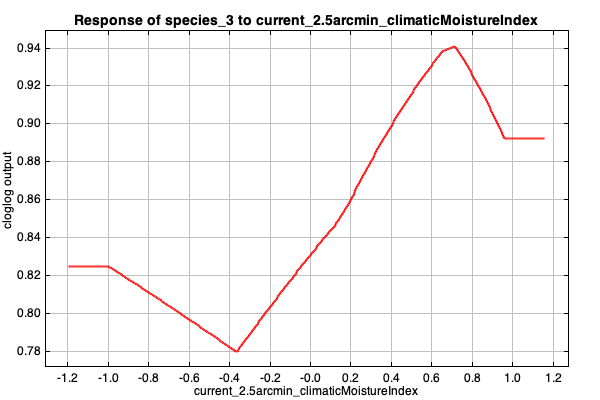 Response of species_3 to current_2.5arcmin_climaticMoistureIndex
cloglog output
0.94
0.92
0.90
0.88
0.86
0.84
0.82
0.80
0.78
-1.2 -1.0 -0.8 -0.6 -0.4 -0.2 -0.0 0.2 0.4 0.6 0.8 1.0 1.2
current_2.5arcmin_climaticMoistureIndex